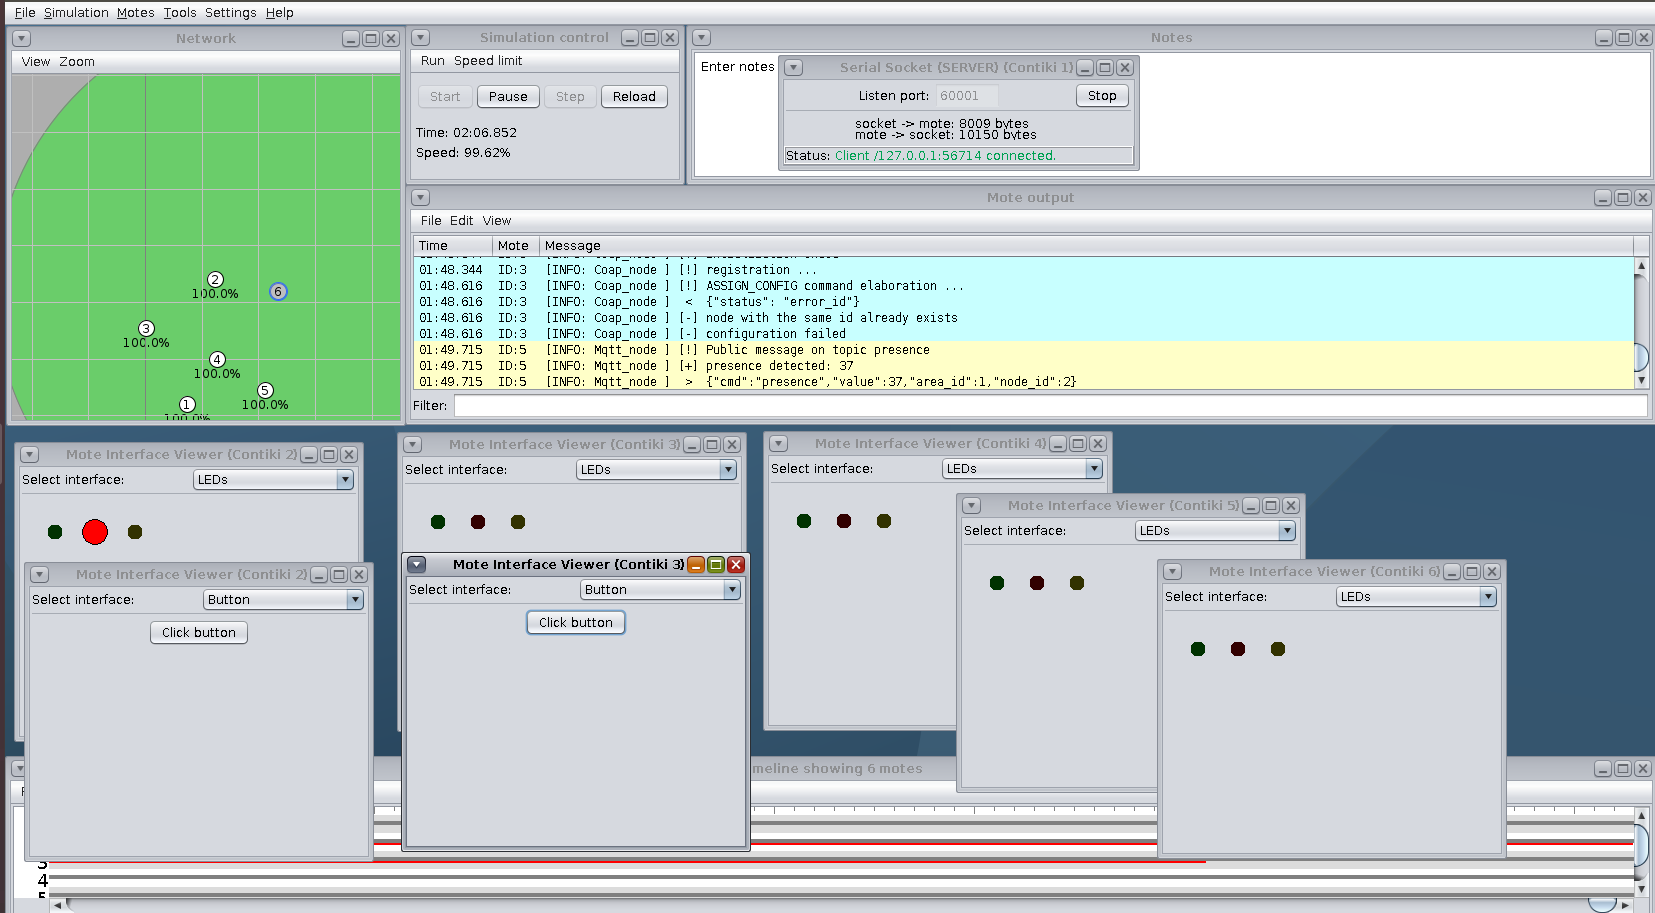 File Simulation Motes Tools Settings Help
Network
View Zoom
2
100.0%
6
3
100.0%
4
100.0%
5
100.0%
1
100.0%
Simulation control
Run Speed limit
Start Pause Step Reload
Time: 02:06.852
Speed: 99.62%
Notes
Enter notes
Serial Socket (SERVER) (Contiki 1)
Listen port: 60001 Stop
socket -> mote: 8009 bytes
mote -> socket: 10150 bytes
Status: Client /127.0.0.1:56714 connected.
Mote output
File Edit View
Time Mote Message
01:48.344 ID:3 [INFO: Coap_node ] [!] registration ...
01:48.616 ID:3 [INFO: Coap_node ] [!] ASSIGN_CONFIG command elaboration ...
01:48.616 ID:3 [INFO: Coap_node ] < {"status": "error_id"}
01:48.616 ID:3 [INFO: Coap_node ] [-] node with the same id already exists
01:48.616 ID:3 [INFO: Coap_node ] [-] configuration failed
01:49.715 ID:5 [INFO: Mqtt_node ] [!] Public message on topic presence
01:49.715 ID:5 [INFO: Mqtt_node ] [+] presence detected: 37
01:49.715 ID:5 [INFO: Mqtt_node ] > {"cmd":"presence","value":37,"area_id":1,"node_id":2}
Filter:
Mote Interface Viewer (Contiki 2)
Select interface: LEDs
Mote Interface Viewer (Contiki 2)
Select interface: Button
Click button
Mote Interface Viewer (Contiki 3)
Select interface: LEDs
Mote Interface Viewer (Contiki 3)
Select interface: Button
Click button
Mote Interface Viewer (Contiki 4)
Select interface: LEDs
Mote Interface Viewer (Contiki 5)
Select interface: LEDs
Mote Interface Viewer (Contiki 6)
Select interface: LEDs
meline showing 6 motes
3
4
5